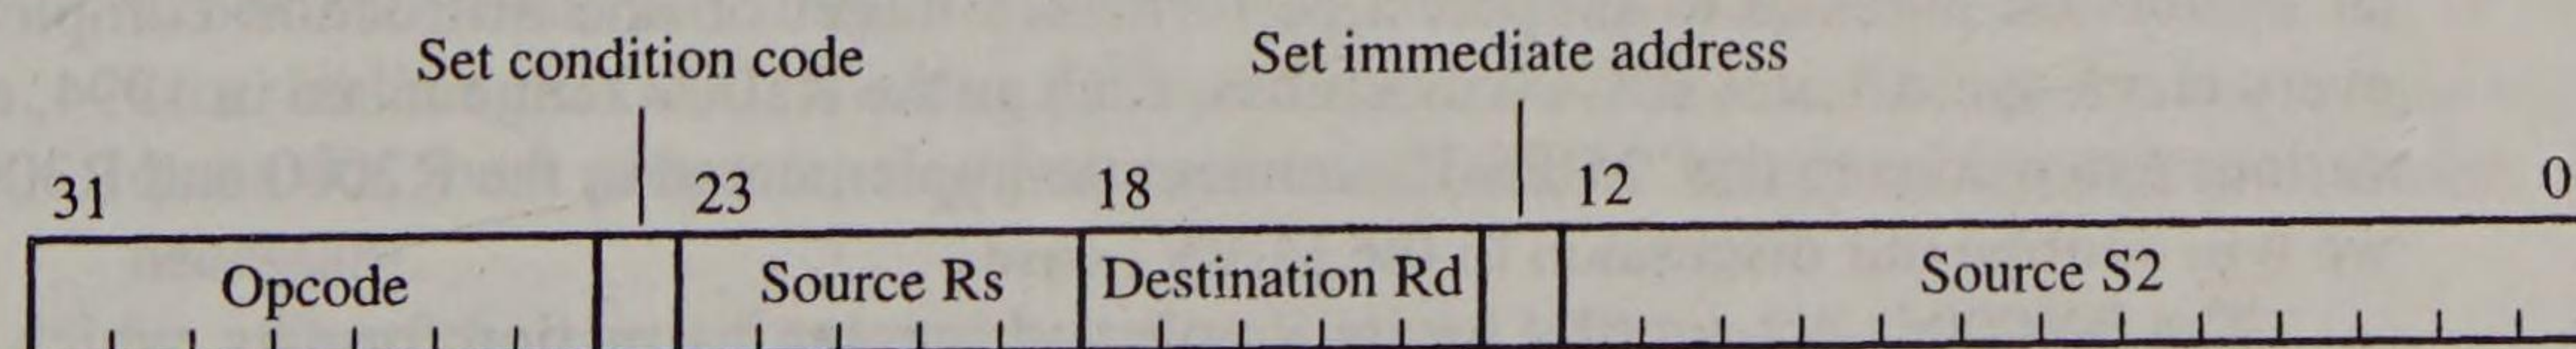 Set condition code Set immediate address
31 23 18 12 0
Opcode Source Rs Destination Rd Source S2